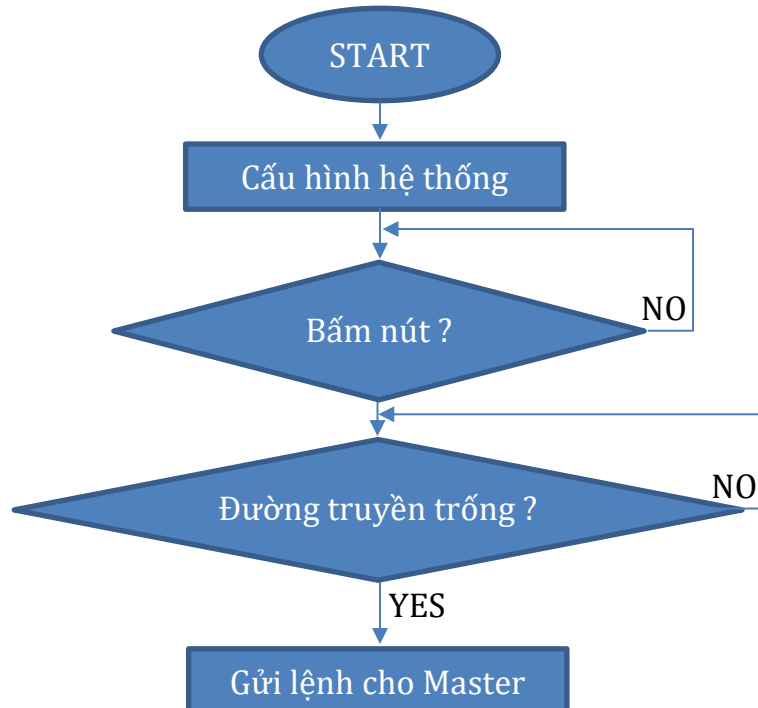 START
Cấu hình hệ thống
NO
Bấm nút ?
NO
Đường truyền trống ?
YES
Gửi lệnh cho Master